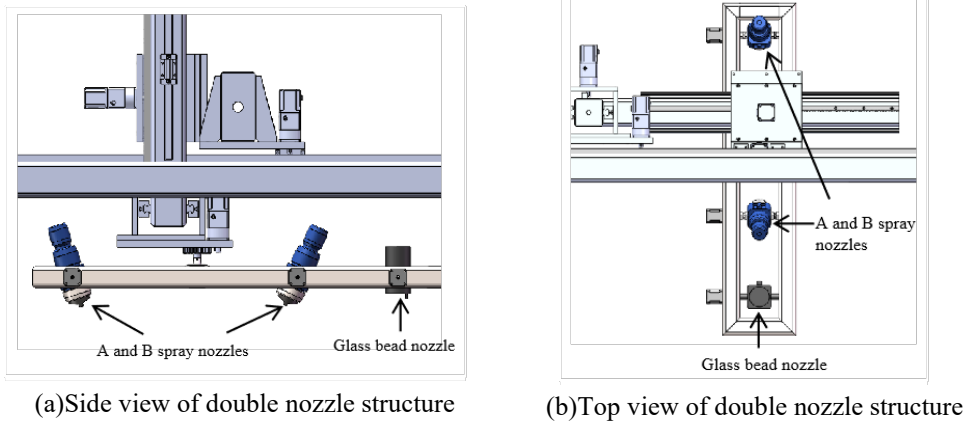 A and B spray nozzles
Glass bead nozzle
(a)Side view of double nozzle structure
A and B spray
nozzles
Glass bead nozzle
(b)Top view of double nozzle structure